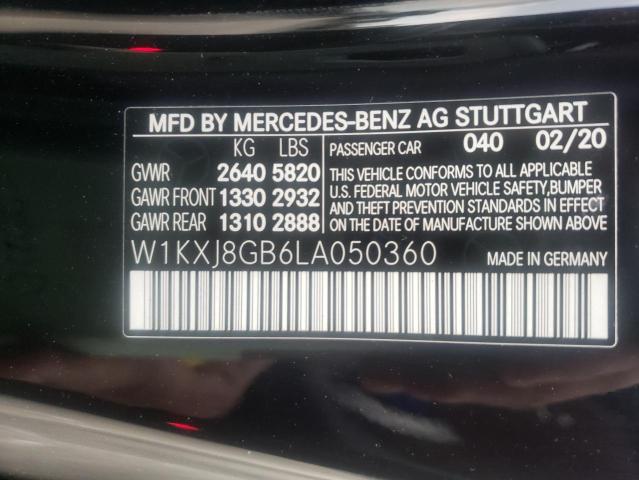 MFD BY MERCEDES-BENZ AG STUTTGART
KG LBS PASSENGER CAR 040 02/20
GVWR 2640 5820 THIS VEHICLE CONFORMS TO ALL APPLICABLE
GAWR FRONT 1330 2932 U.S. FEDERAL MOTOR VEHICLE SAFETY,BUMPER
AND THEFT PREVENTION STANDARDS IN EFFECT
GAWR REAR 1310 2888 ON THE DATE OF MANUFACTURE SHOWN ABOVE
W1KXJ8GB6LA050360 MADE IN GERMANY